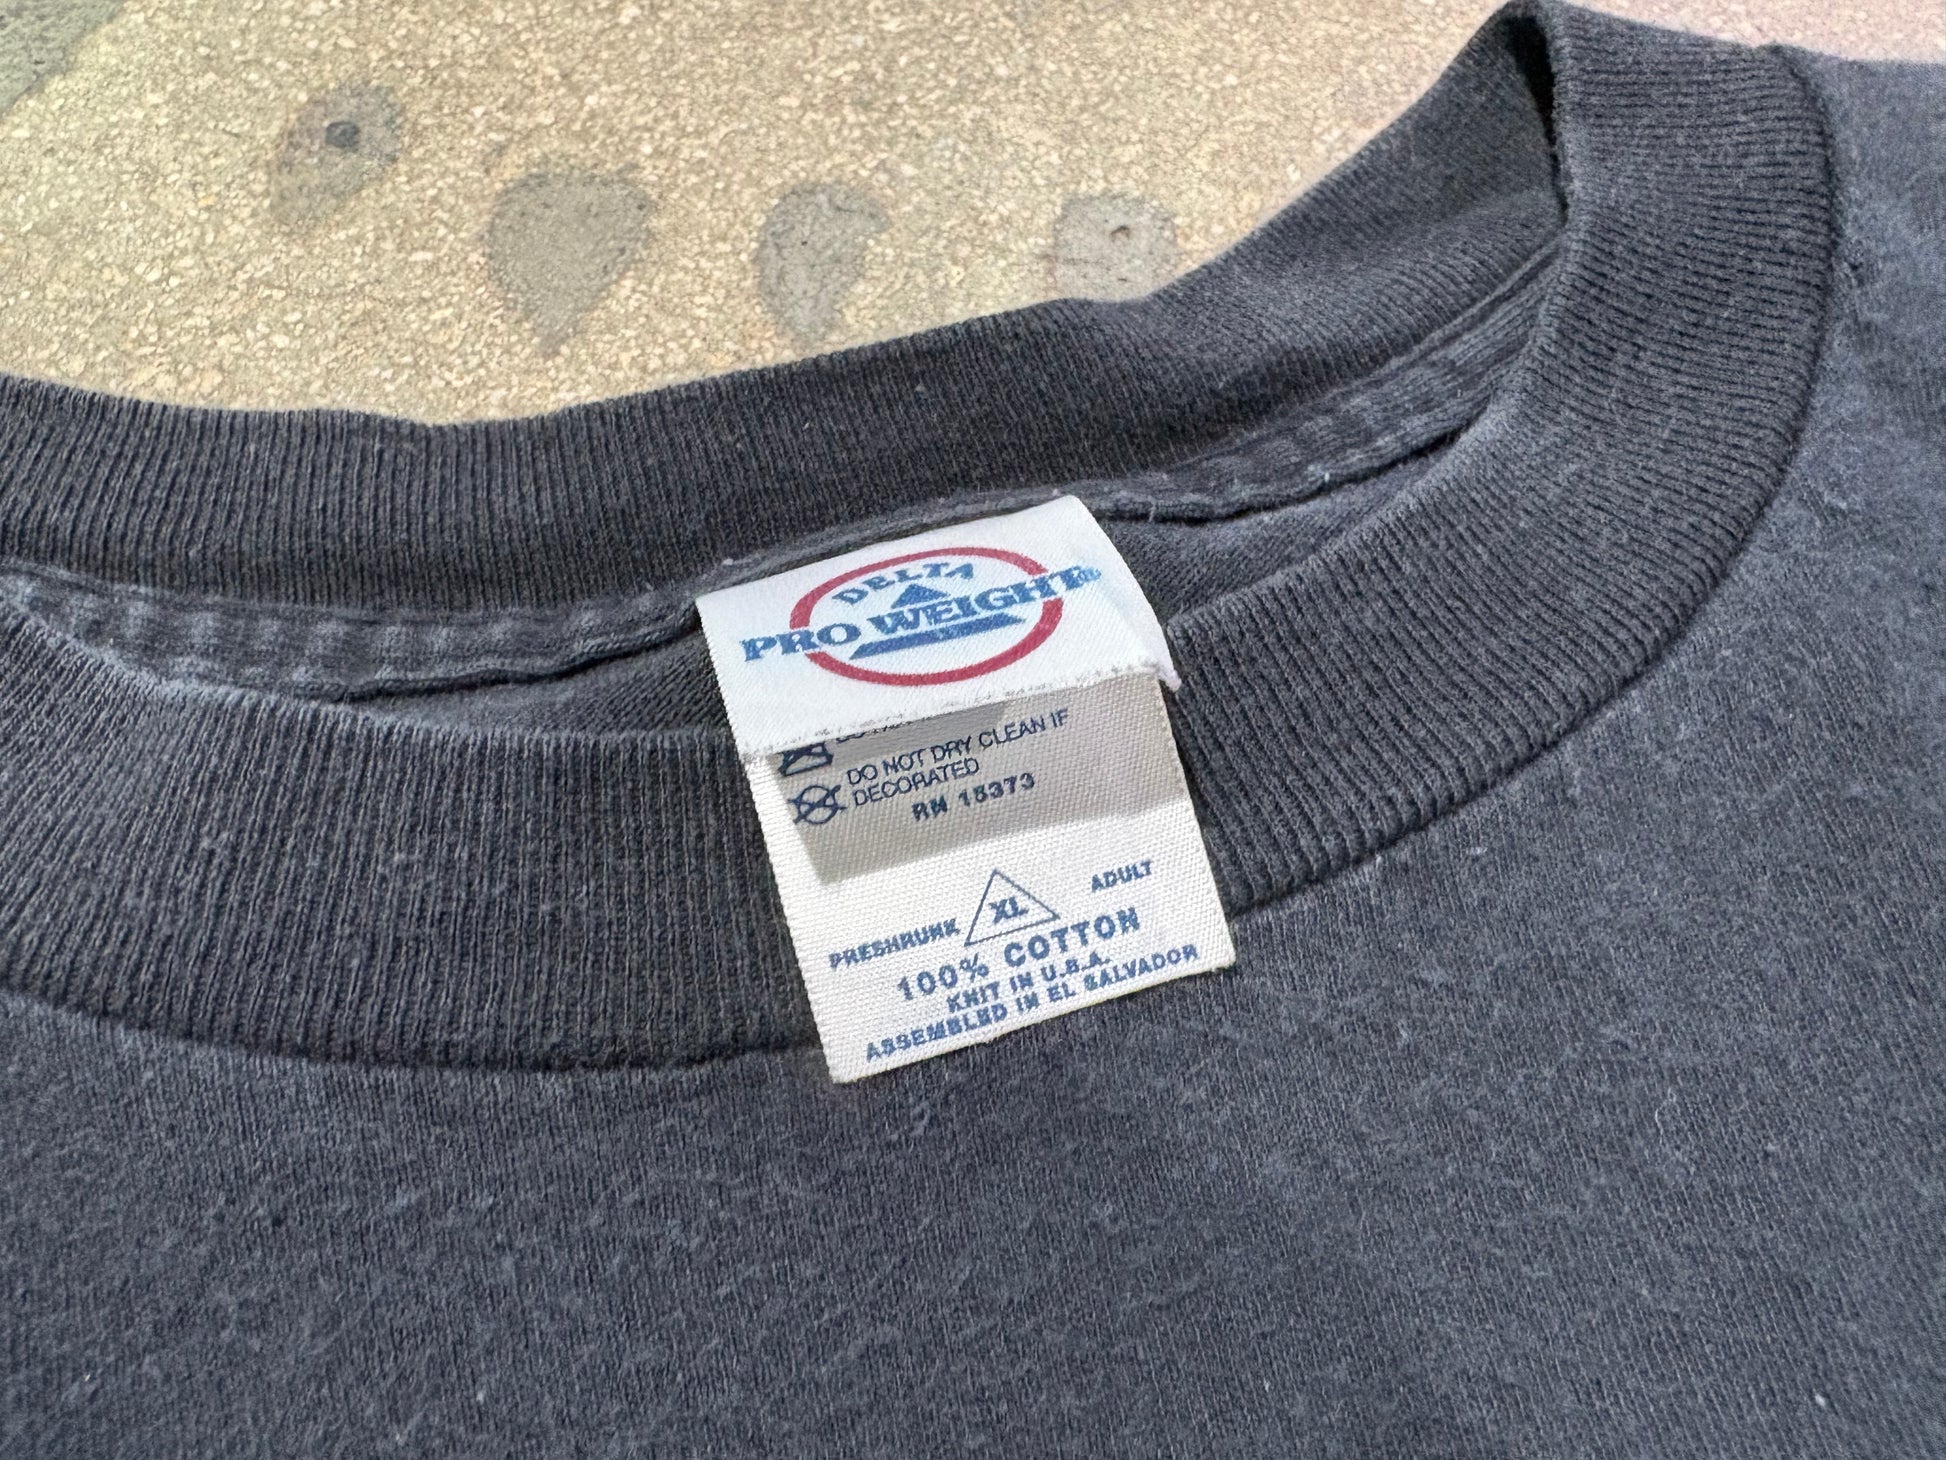 DELTA
PRO WEIGHT®
DO NOT DRY CLEAN IF
DECORATED
RN 15373
ADULT
XL
PRESHRUNK
100% COTTON
KNIT IN U.S.A.
ASSEMBLED IN EL SALVADOR